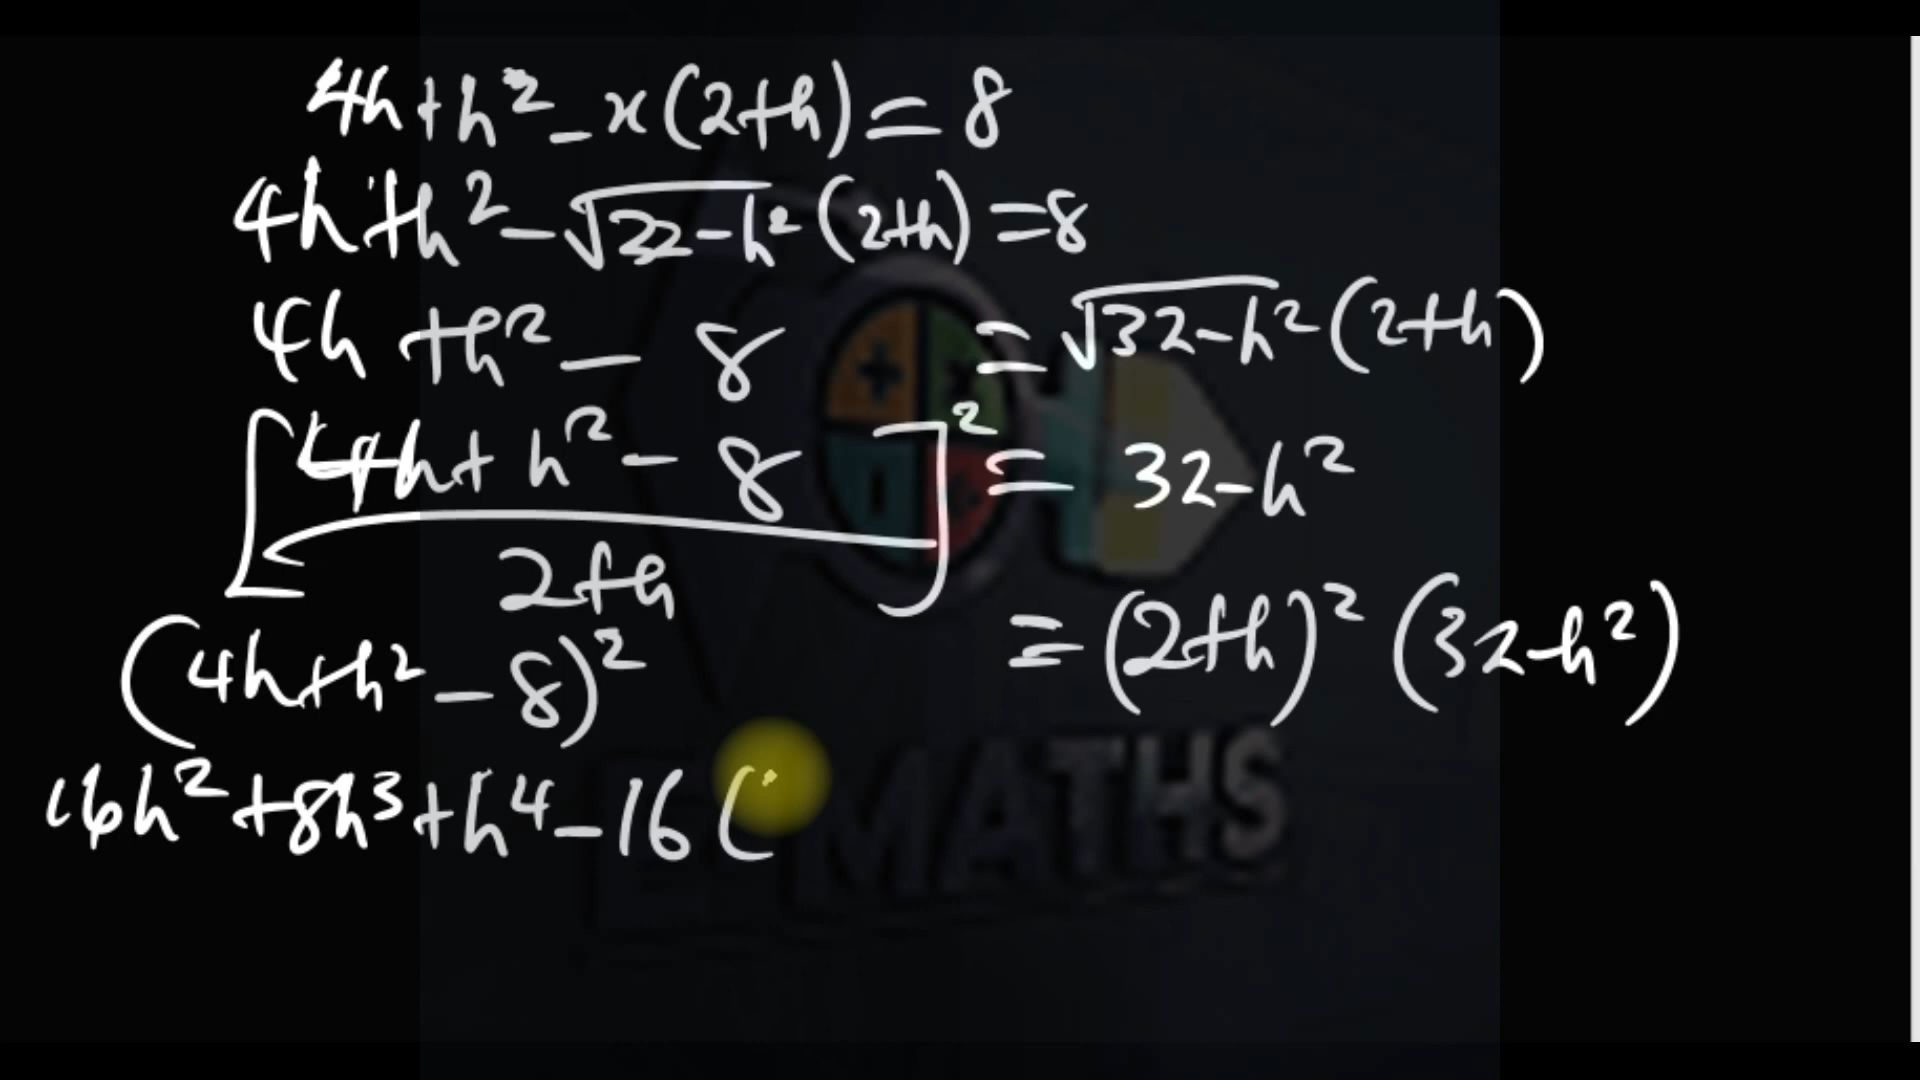 4h+h²-x(2+h)=8
4h+h²-√32-h²(2+h)=8
4h+h²-8=√32-h²(2+h)
[4h+h²-8]²=32-h²
2+h
(4h+h²-8)²=(2+h)²(32-h²)
16h²+8h³+h⁴-16(
MATHS